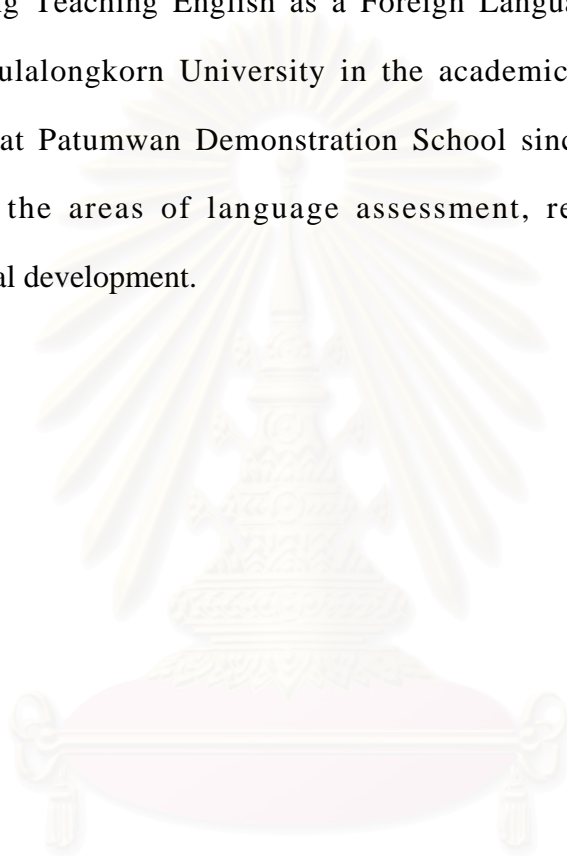 Teaching English as a Foreign
University in the academic
at Patumwan Demonstration School
the areas of language assessment,
development.